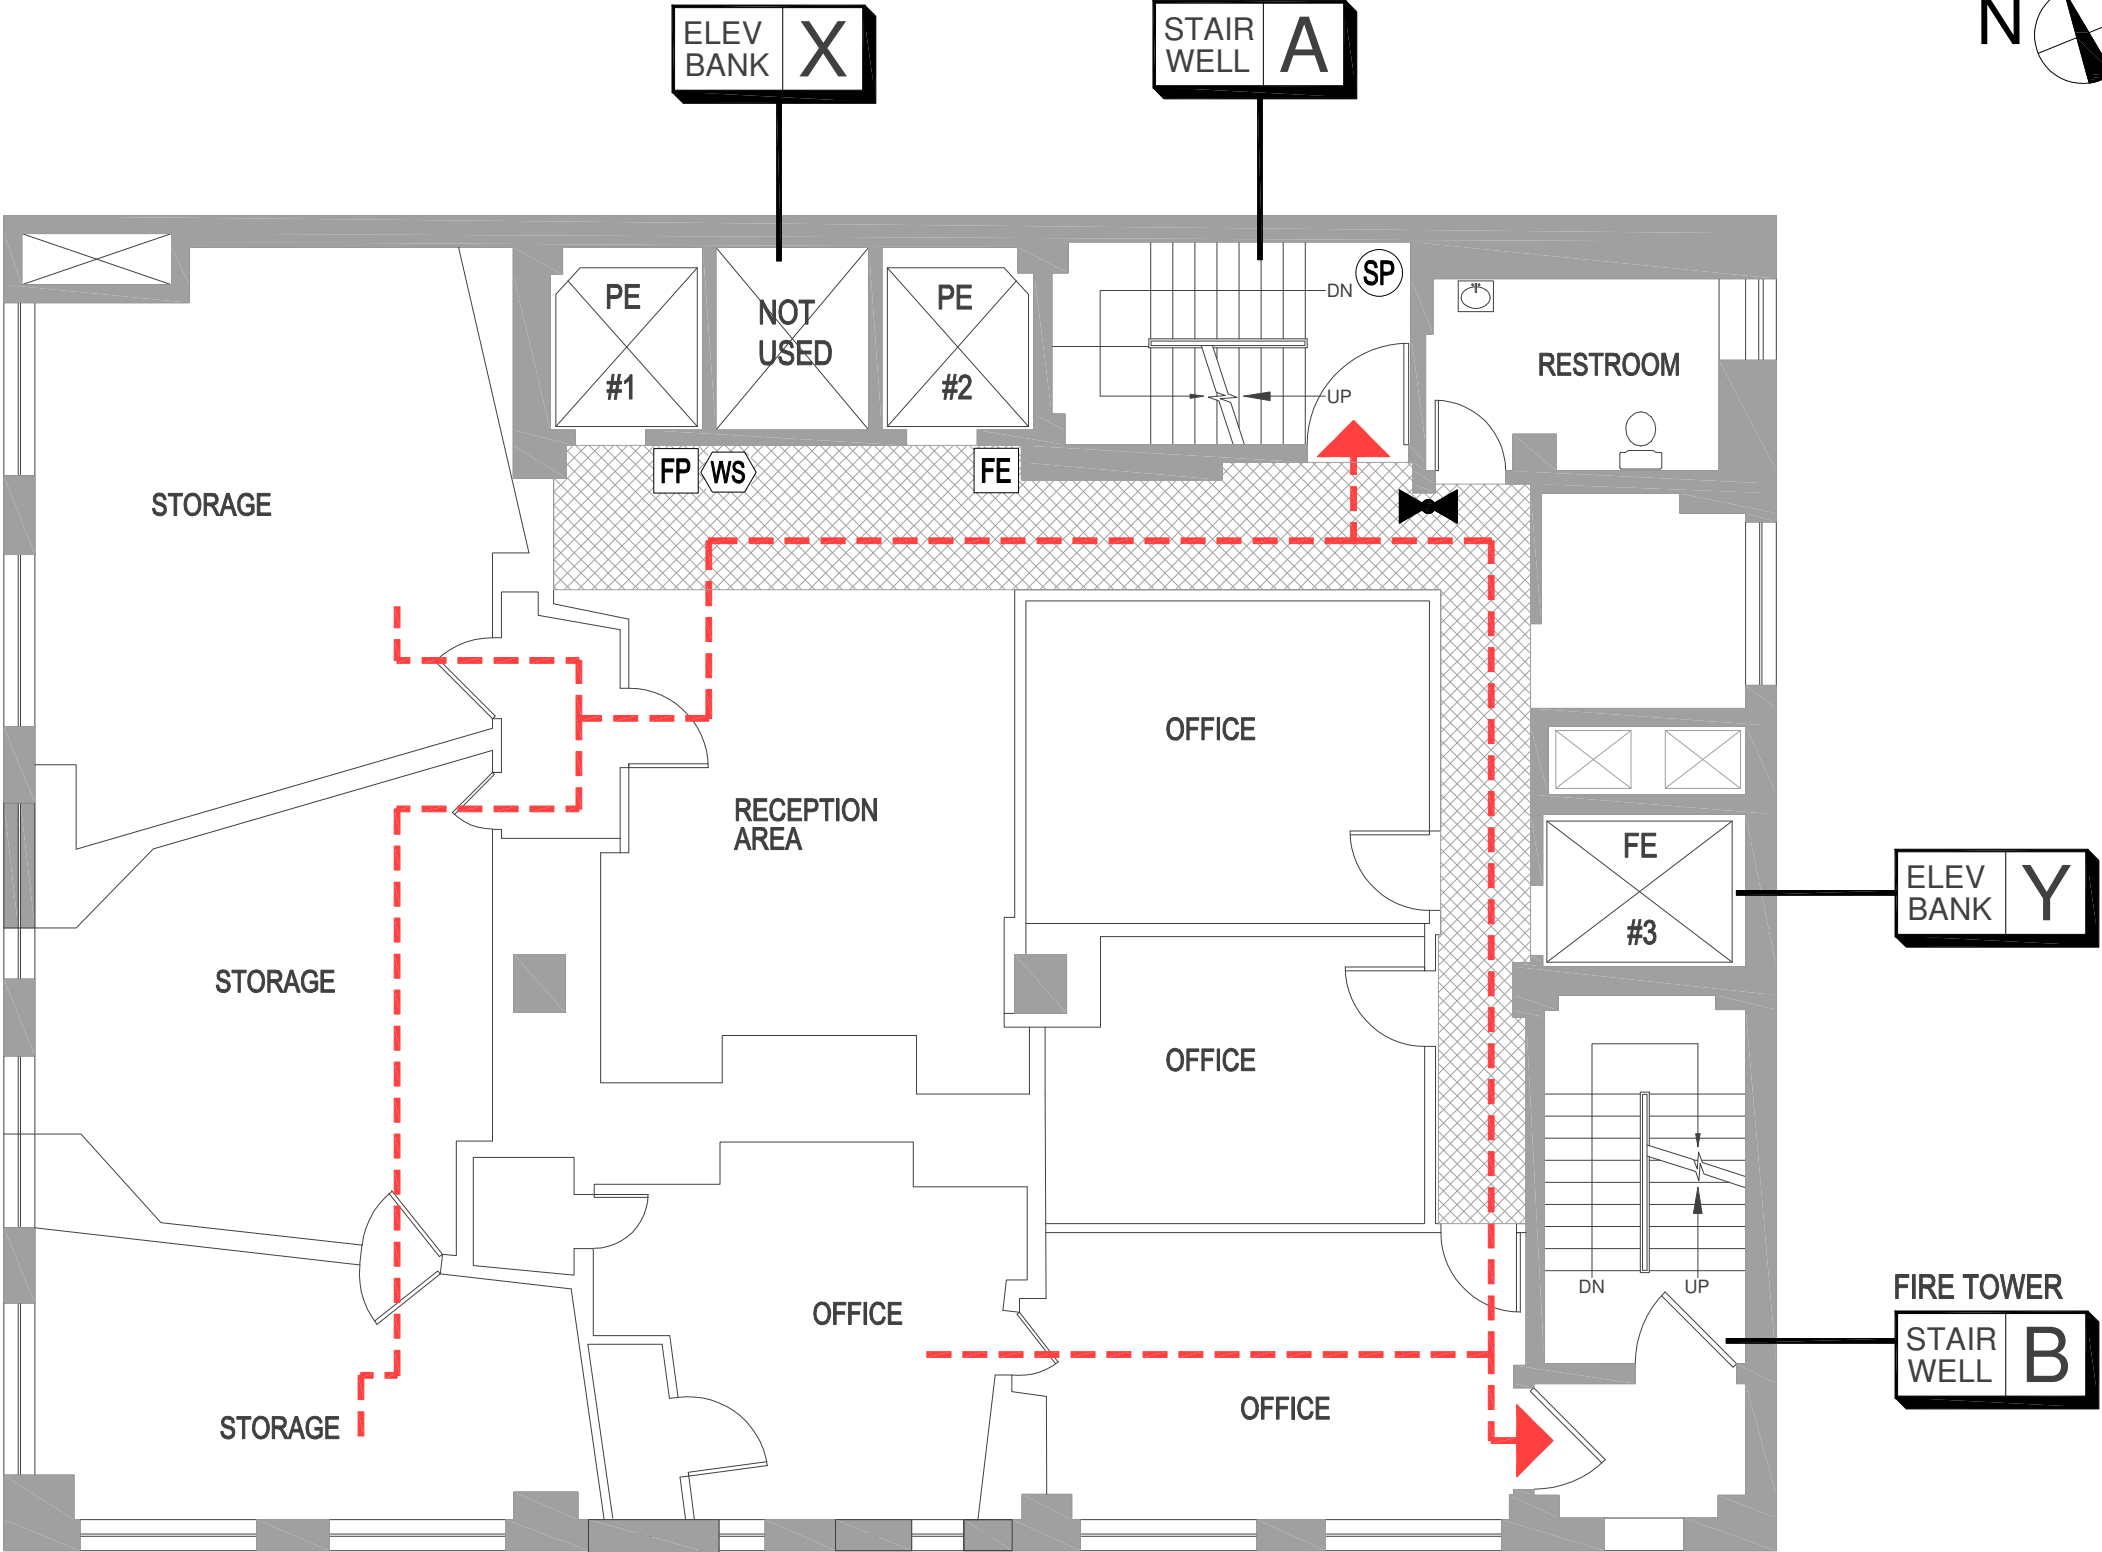 ELEV
BANK
X
STAIR
WELL
A
N
PE
#1
NOT
USED
PE
#2
DN
SP
UP
RESTROOM
FP
WS
FE
STORAGE
OFFICE
RECEPTION
AREA
FE
#3
ELEV
BANK
Y
STORAGE
OFFICE
DN
UP
FIRE TOWER
STAIR
WELL
B
OFFICE
OFFICE
STORAGE